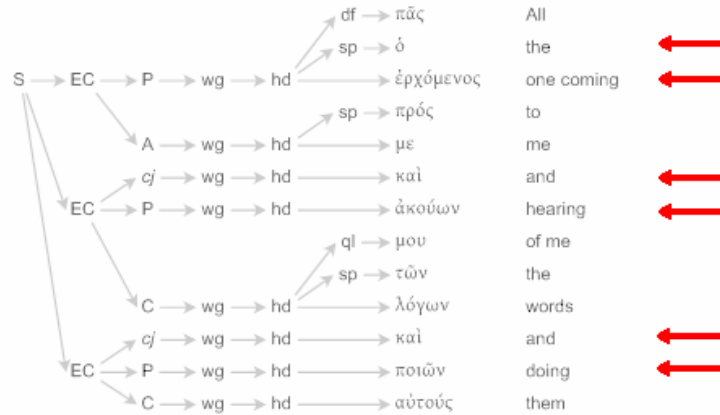 df πᾶς All
sp ὁ the
S EC P wg hd ἐρχόμενος one coming
sp πρός to
A wg hd με me
cj wg hd καὶ and
EC P wg hd ἀκούων hearing
ql μου of me
sp τῶν the
C wg hd λόγων words
cj wg hd καὶ and
EC P wg hd ποιῶν doing
C wg hd αὐτούς them